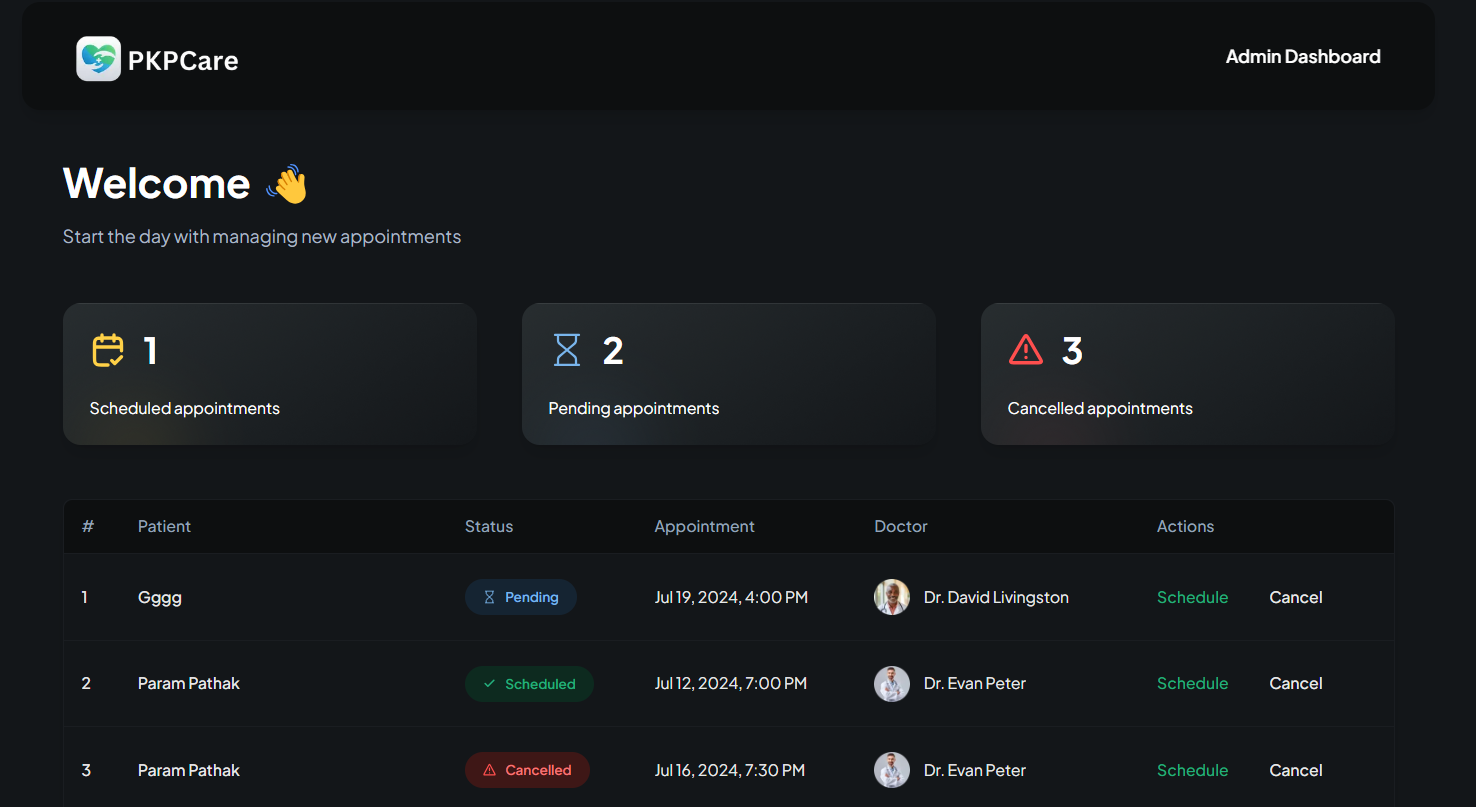 PKPCare
Admin Dashboard
Welcome 👋
Start the day with managing new appointments
1
Scheduled appointments
2
Pending appointments
3
Cancelled appointments
# Patient Status Appointment Doctor Actions
1 Gggg Pending Jul 19, 2024, 4:00 PM Dr. David Livingston Schedule Cancel
2 Param Pathak Scheduled Jul 12, 2024, 7:00 PM Dr. Evan Peter Schedule Cancel
3 Param Pathak Cancelled Jul 16, 2024, 7:30 PM Dr. Evan Peter Schedule Cancel